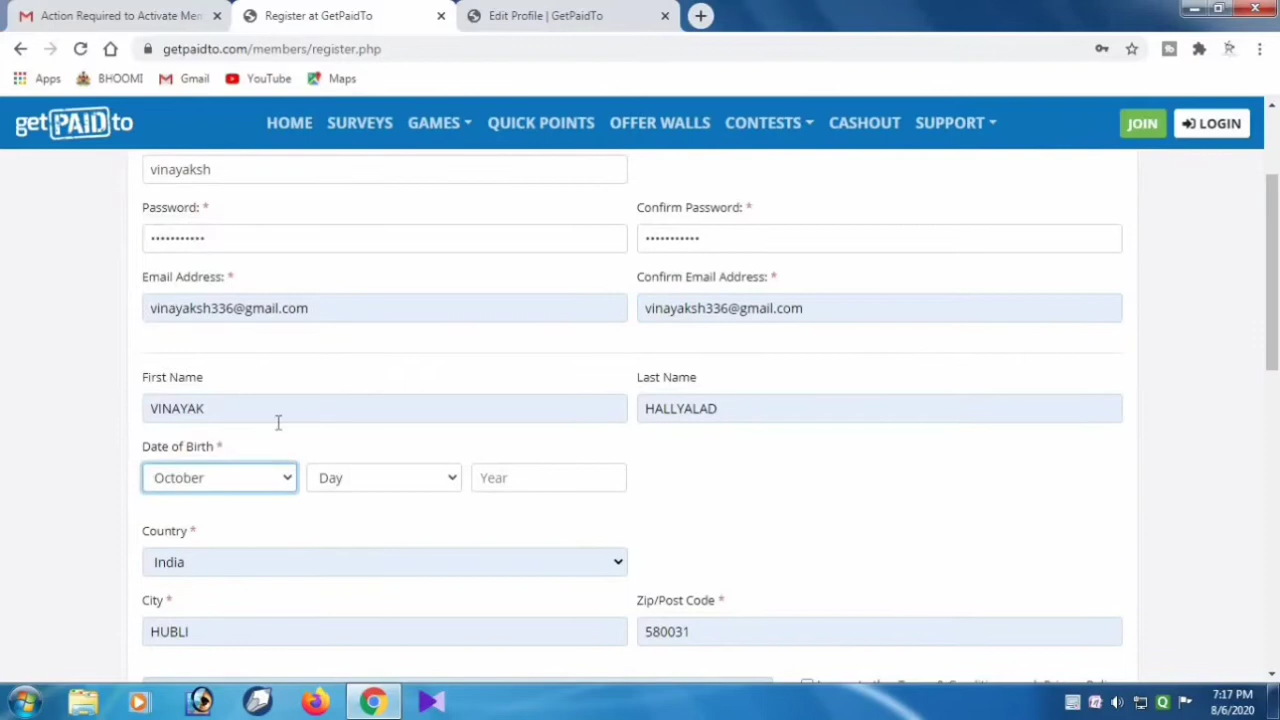 Action Required to Activate Mem
Register at GetPaidTo
Edit Profile | GetPaidTo
getpaidto.com/members/register.php
Apps
BHOOMI
Gmail
YouTube
Maps
get PAID to
HOME
SURVEYS
GAMES
QUICK POINTS
OFFER WALLS
CONTESTS
CASHOUT
SUPPORT
JOIN
LOGIN
vinayaksh
Password: *
Confirm Password: *
•••••••••••
•••••••••••
Email Address: *
Confirm Email Address: *
vinayaksh336@gmail.com
vinayaksh336@gmail.com
First Name
Last Name
VINAYAK
HALLYALAD
Date of Birth *
October
Day
Year
Country *
India
City *
Zip/Post Code *
HUBLI
580031
7:17 PM
8/6/2020